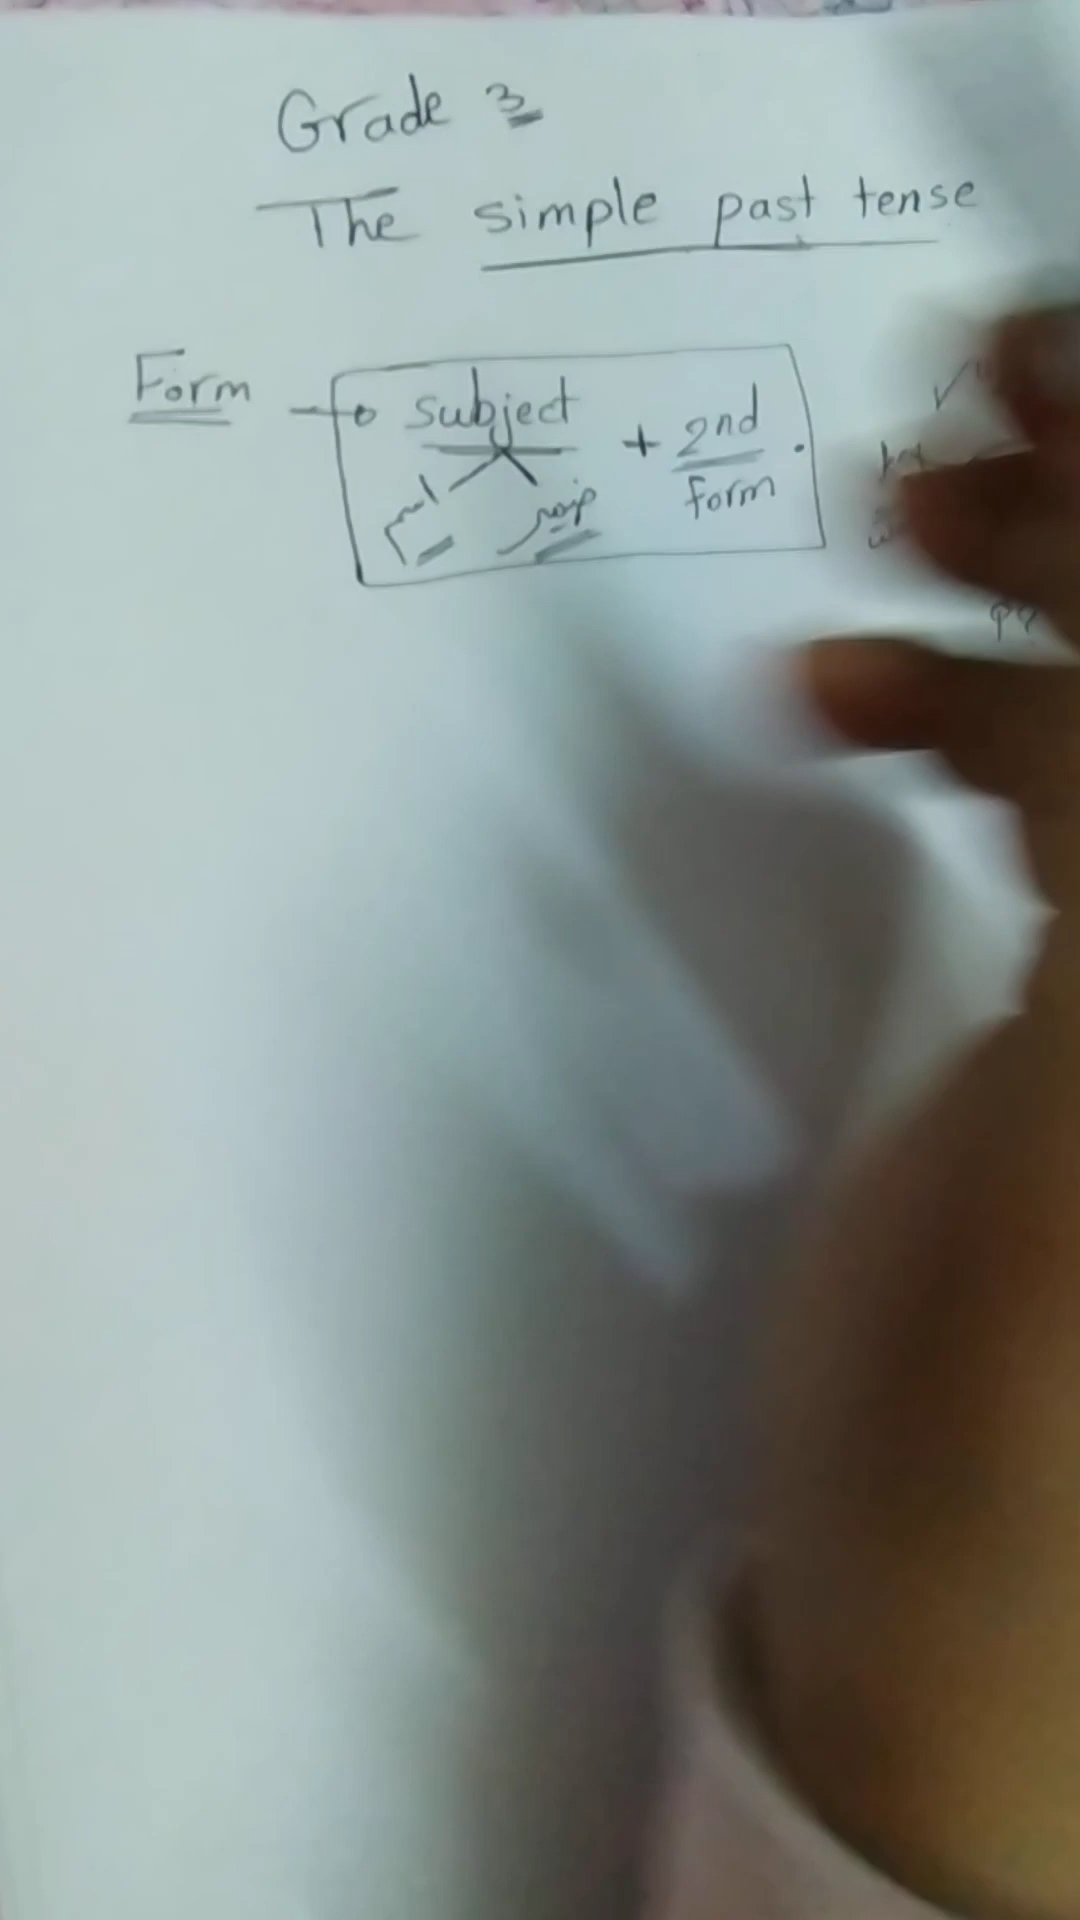 Grade 3
The simple past tense
Form → subject + 2nd form.
اسم ضمير